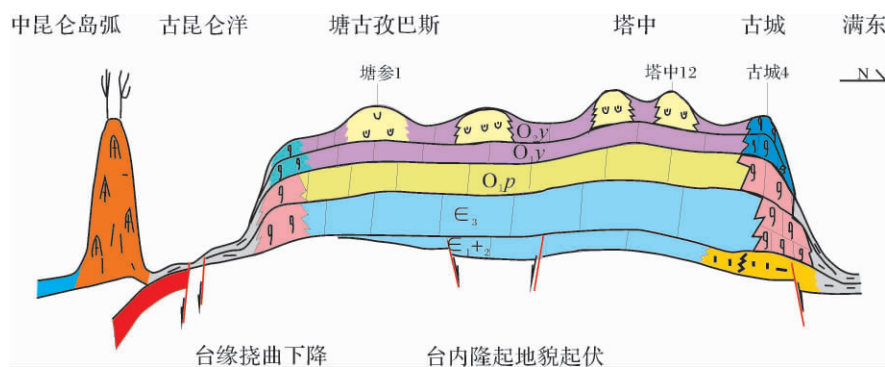 中昆仑岛弧 古昆仑洋 塘古孜巴斯 塔中 古城 满东
塘参1 塔中12 古城4 N
O₂y
O₁y
O₁p
∈₃
∈₁₊₂
台缘挠曲下降 台内隆起地貌起伏